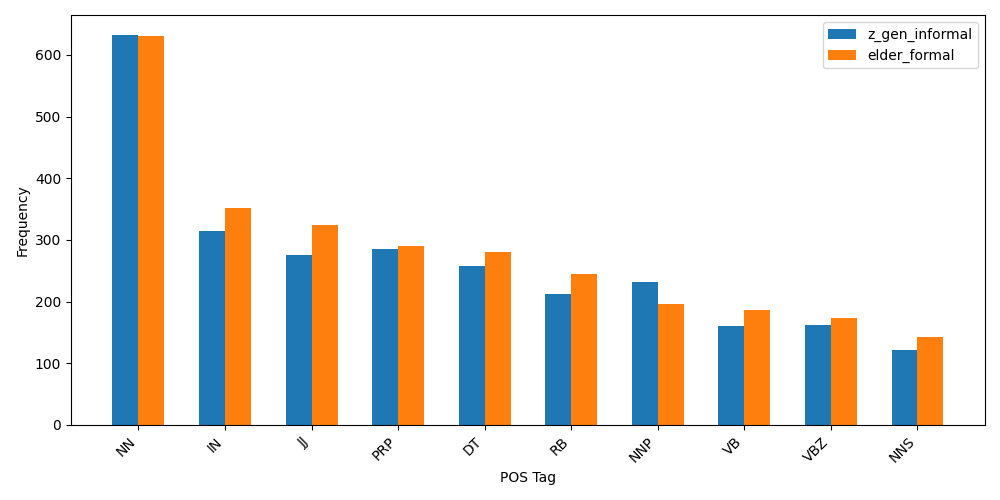 z_gen_informal
elder_formal
Frequency
600
500
400
300
200
100
0
NN IN JJ PRP DT RB NNP VB VBZ NNS
POS Tag